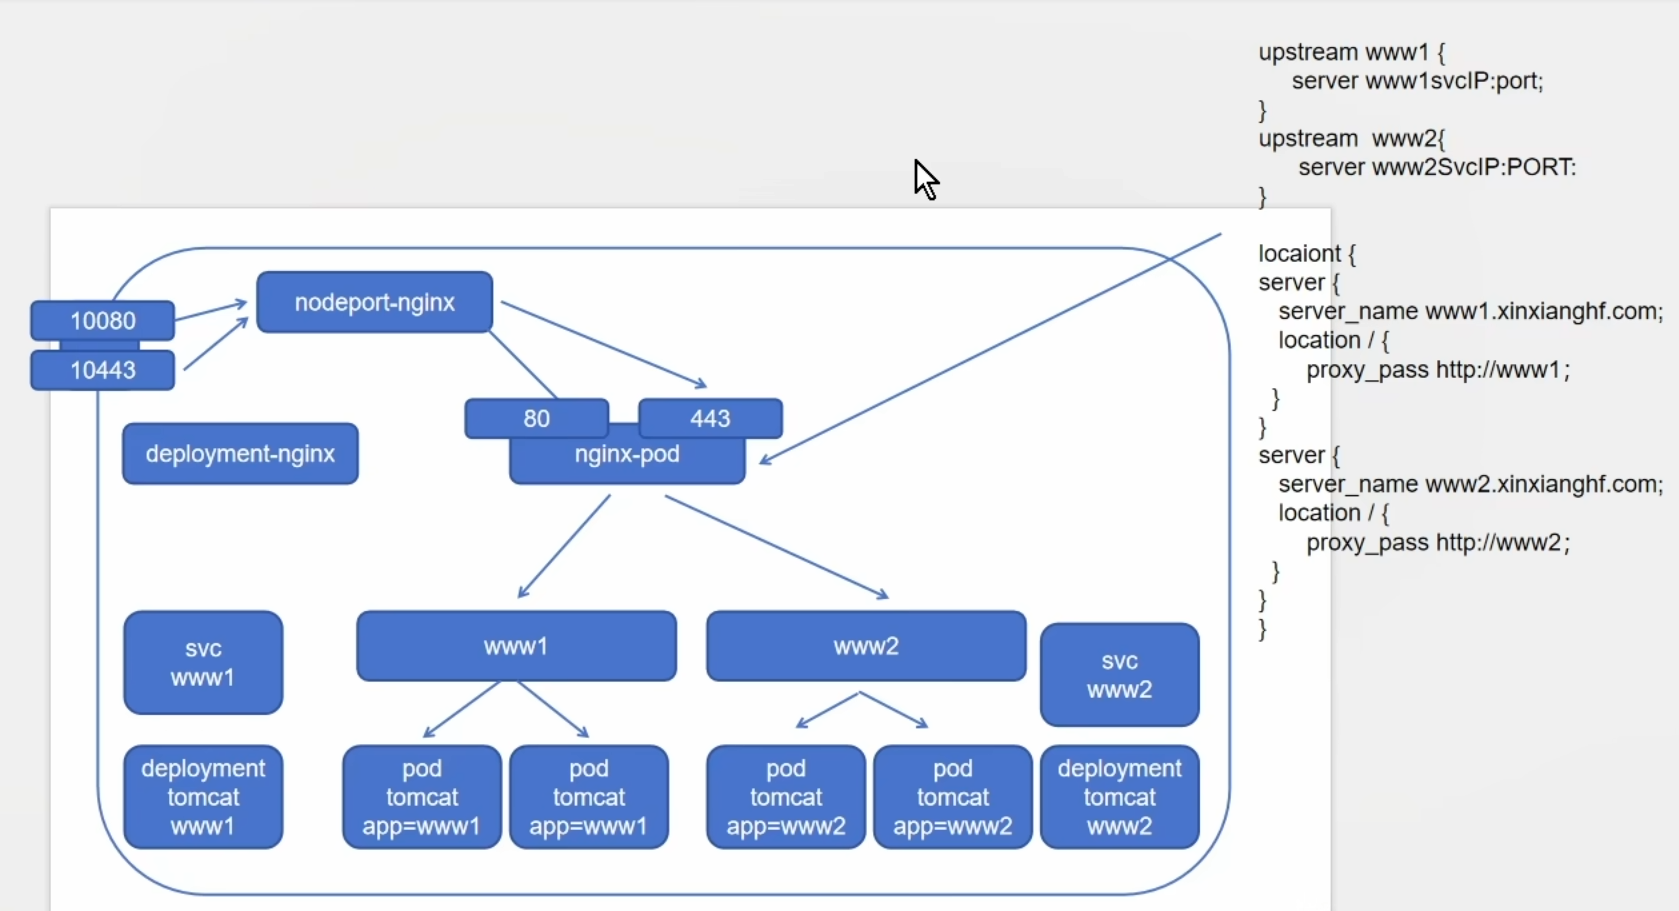 upstream www1 {
server www1svcIP:port;
}
upstream www2{
server www2SvcIP:PORT:
}
locaiont {
server {
server_name www1.xinxianghf.com;
location / {
proxy_pass http://www1;
}
}
server {
server_name www2.xinxianghf.com;
location / {
proxy_pass http://www2;
}
}
}
10080
10443
nodeport-nginx
deployment-nginx
80
443
nginx-pod
svc
www1
www1
www2
svc
www2
deployment
tomcat
www1
pod
tomcat
app=www1
pod
tomcat
app=www1
pod
tomcat
app=www2
pod
tomcat
app=www2
deployment
tomcat
www2